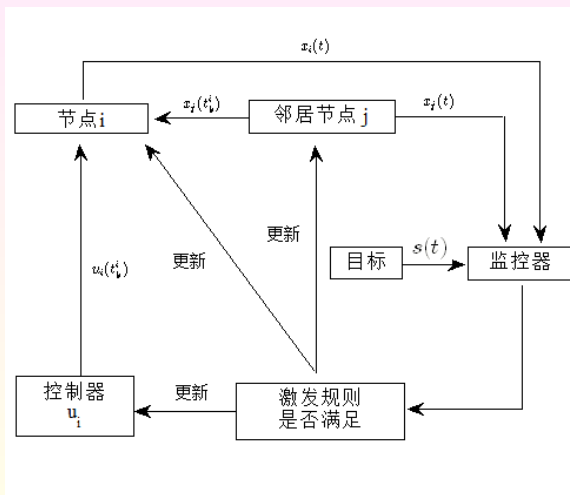 x_i(t)
节点i
x_j(t_k^i)
邻居节点 j
x_j(t)
更新
更新
目标
s(t)
监控器
u_i(t_k^i)
控制器
u_i
更新
激发规则
是否满足